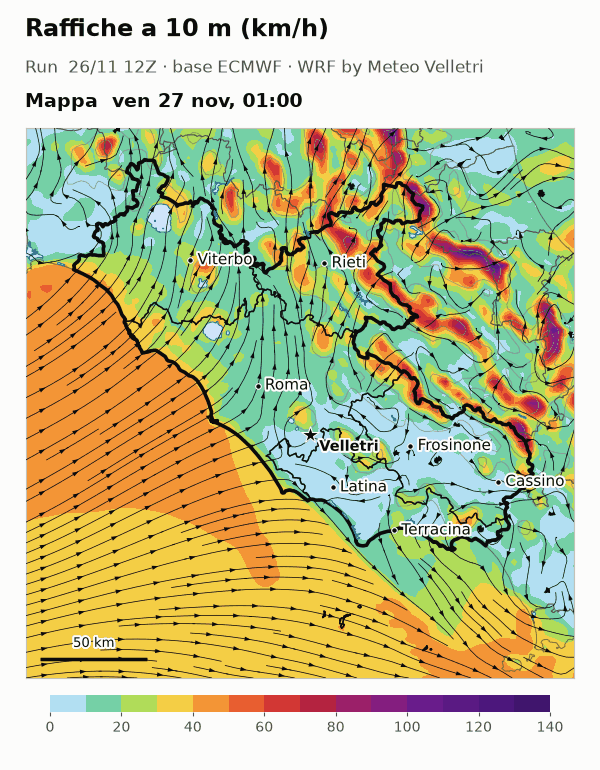 Raffiche a 10 m (km/h)
Run  26/11 12Z · base ECMWF · WRF by Meteo Velletri
Mappa  ven 27 nov, 01:00
Viterbo
Rieti
Roma
Velletri
Frosinone
Latina
Cassino
Terracina
50 km
0 20 40 60 80 100 120 140